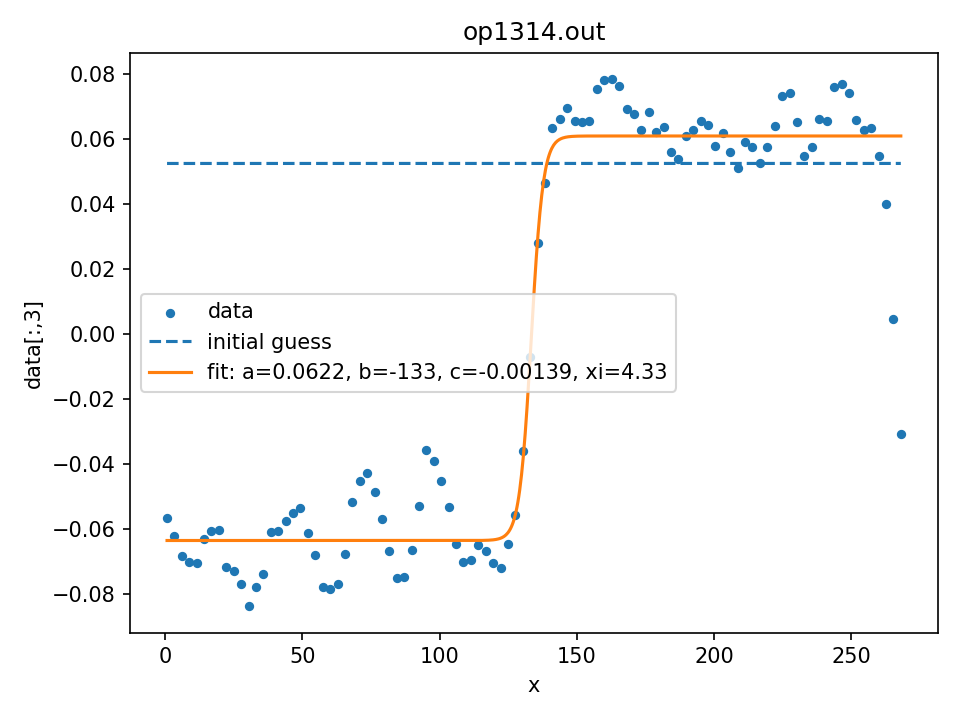 op1314.out
0.08
0.06
0.04
0.02
0.00
−0.02
−0.04
−0.06
−0.08
data[:,3]
data
initial guess
fit: a=0.0622, b=-133, c=-0.00139, xi=4.33
0 50 100 150 200 250
x